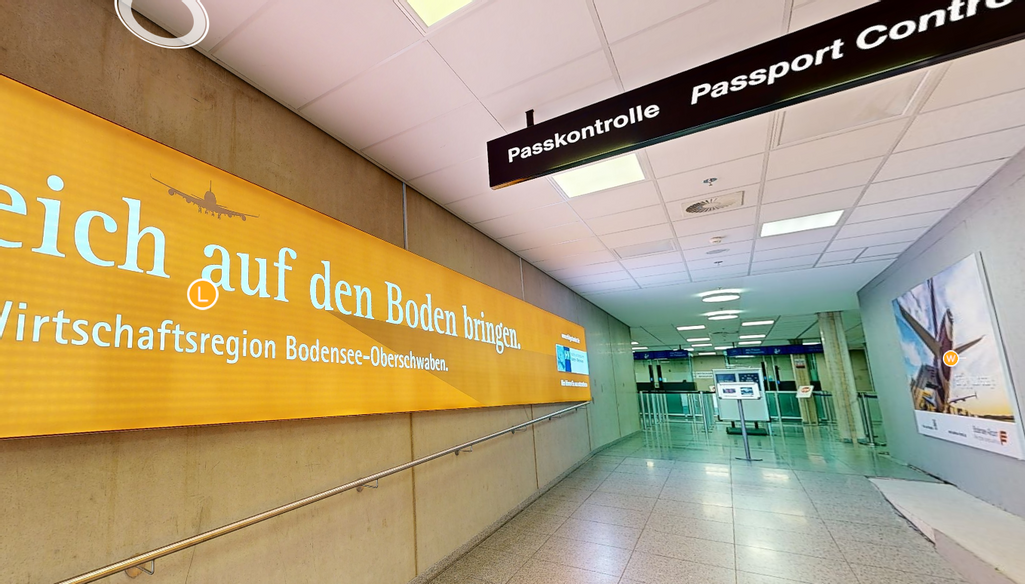 Passkontrolle Passport Contro
eich auf den Boden bringen.
Wirtschaftsregion Bodensee-Oberschwaben.
L
W